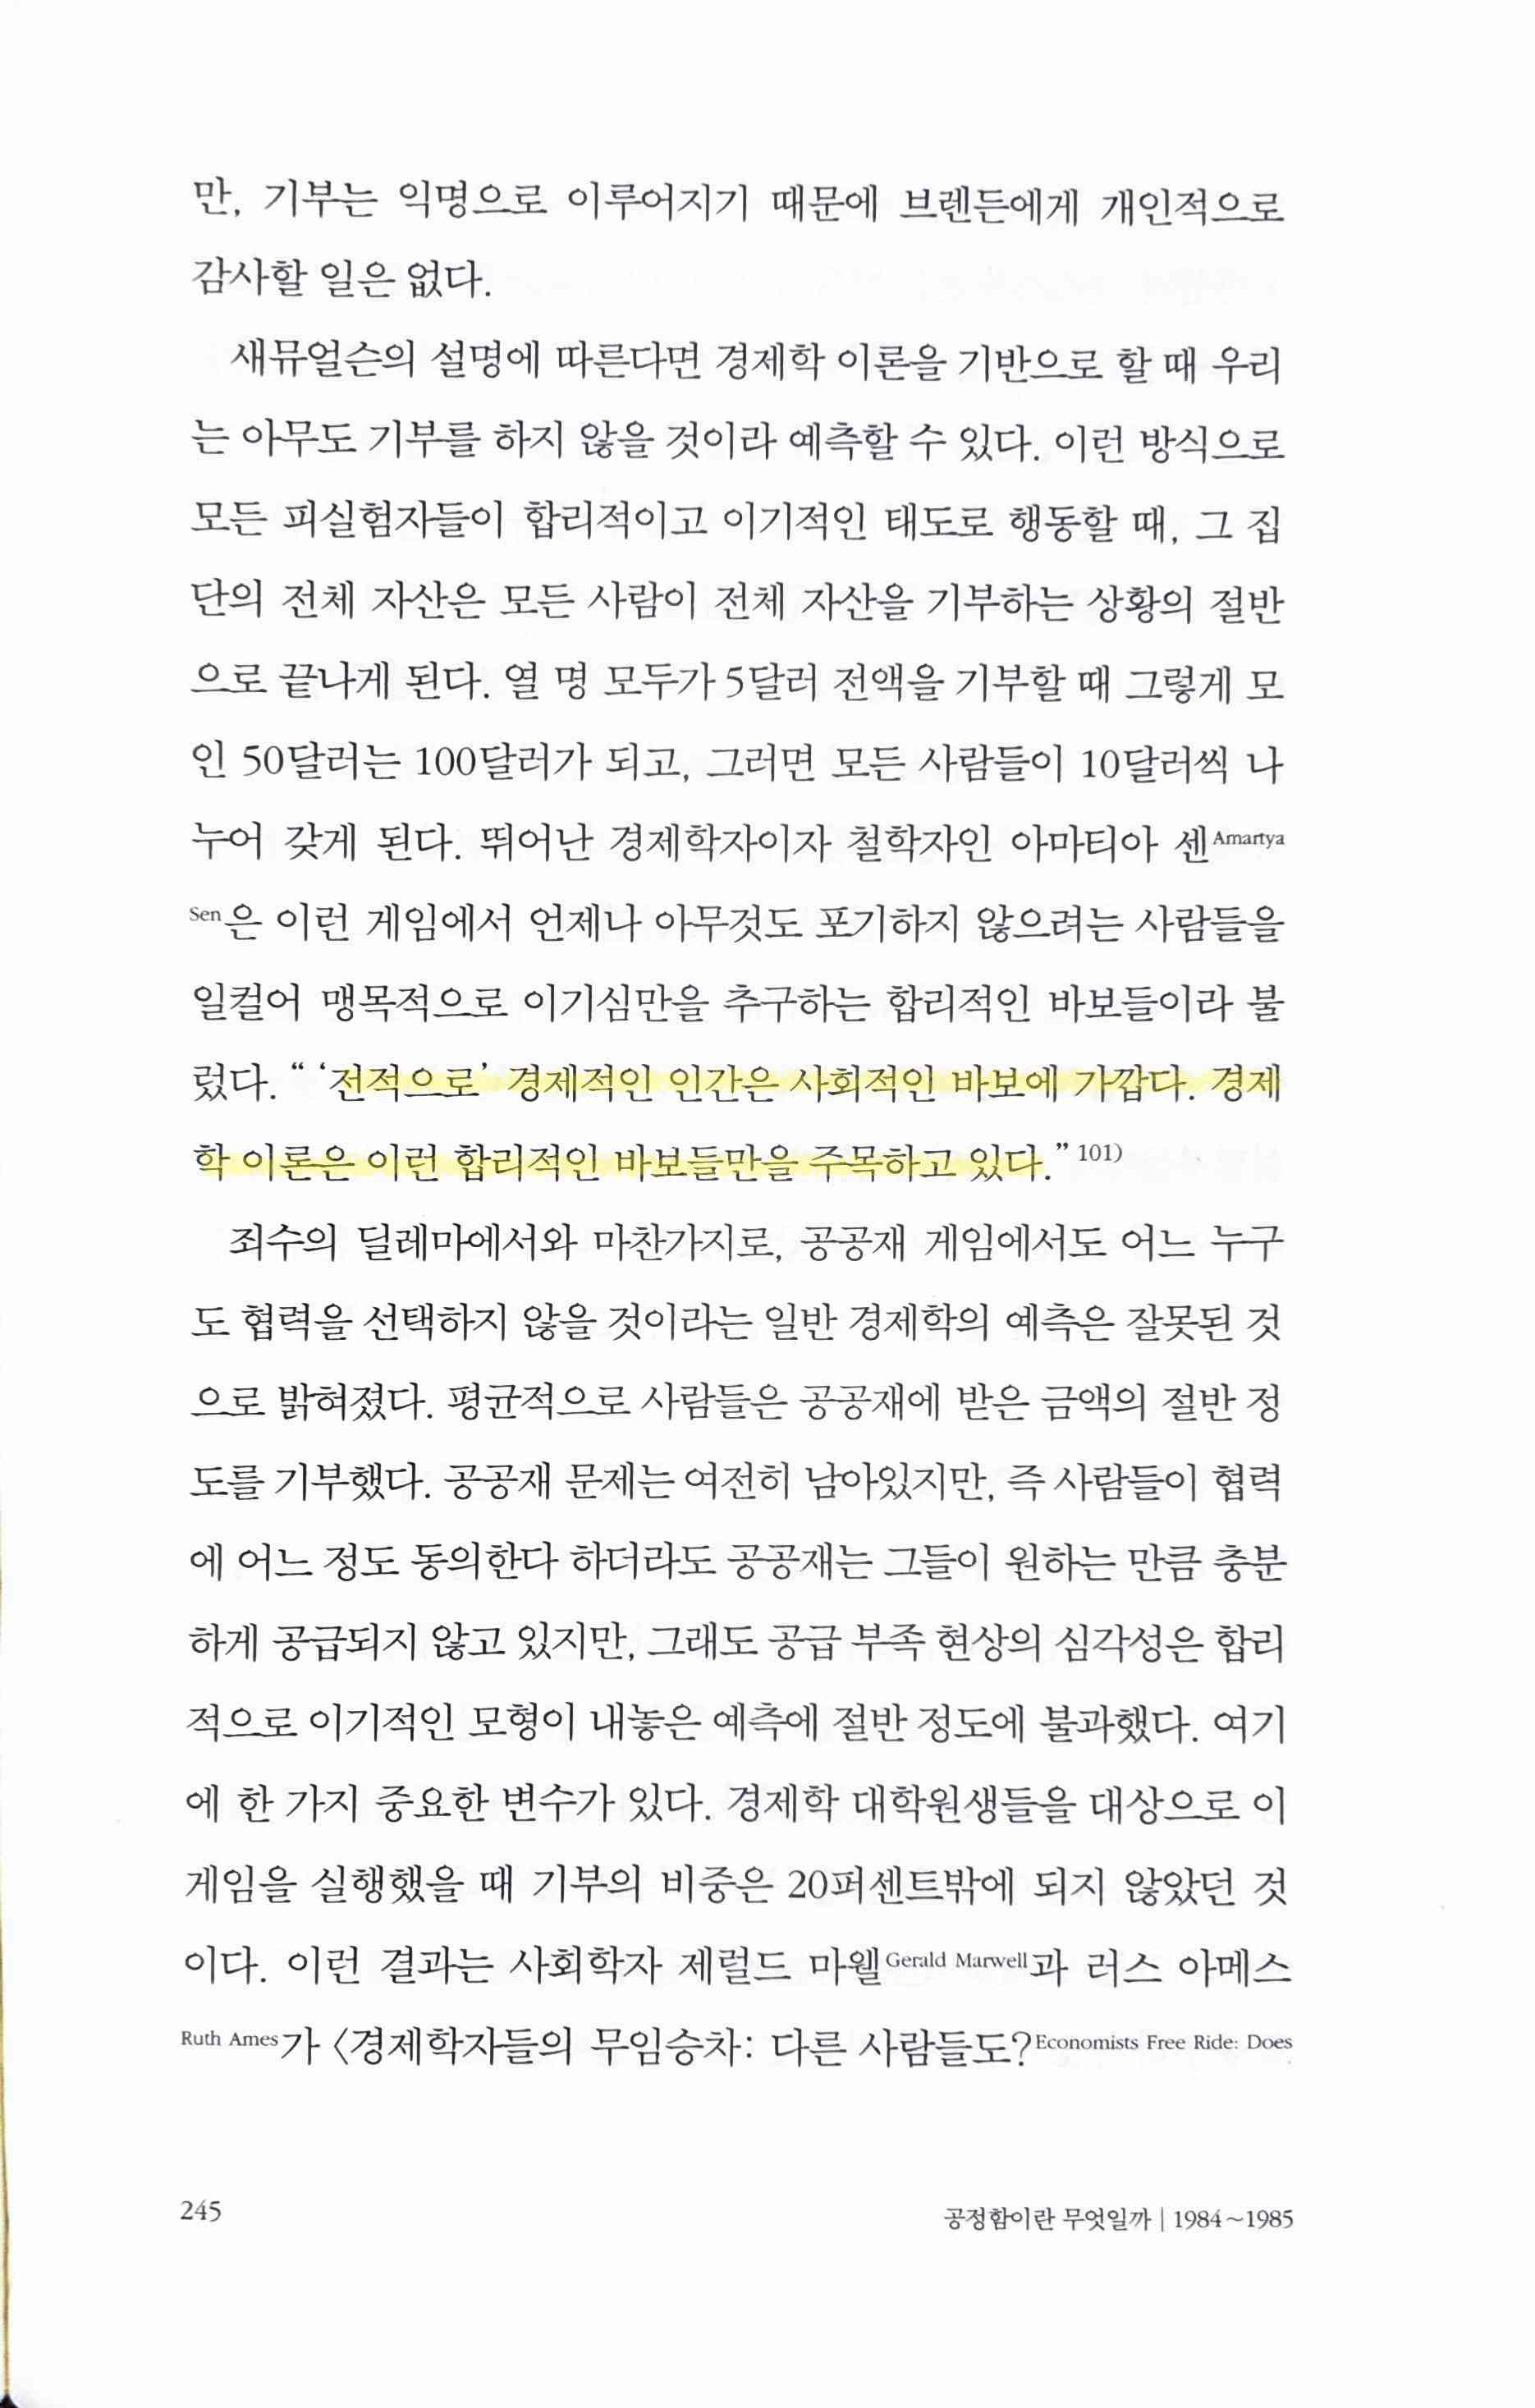 만, 기부는 익명으로 이루어지기 때문에 브렌든에게 개인적으로
감사할 일은 없다.
새뮤얼슨의 설명에 따른다면 경제학 이론을 기반으로 할 때 우리
는 아무도 기부를 하지 않을 것이라 예측할 수 있다. 이런 방식으로
모든 피실험자들이 합리적이고 이기적인 태도로 행동할 때, 그 집
단의 전체 자산은 모든 사람이 전체 자산을 기부하는 상황의 절반
으로 끝나게 된다. 열 명 모두가 5달러 전액을 기부할 때 그렇게 모
인 50달러는 100달러가 되고, 그러면 모든 사람들이 10달러씩 나
누어 갖게 된다. 뛰어난 경제학자이자 철학자인 아마티아 센Amartya
Sen은 이런 게임에서 언제나 아무것도 포기하지 않으려는 사람들을
일컬어 맹목적으로 이기심만을 추구하는 합리적인 바보들이라 불
렀다. “ ‘전적으로’ 경제적인 인간은 사회적인 바보에 가깝다. 경제
학 이론은 이런 합리적인 바보들만을 주목하고 있다.” 101)
죄수의 딜레마에서와 마찬가지로, 공공재 게임에서도 어느 누구
도 협력을 선택하지 않을 것이라는 일반 경제학의 예측은 잘못된 것
으로 밝혀졌다. 평균적으로 사람들은 공공재에 받은 금액의 절반 정
도를 기부했다. 공공재 문제는 여전히 남아있지만, 즉 사람들이 협력
에 어느 정도 동의한다 하더라도 공공재는 그들이 원하는 만큼 충분
하게 공급되지 않고 있지만, 그래도 공급 부족 현상의 심각성은 합리
적으로 이기적인 모형이 내놓은 예측에 절반 정도에 불과했다. 여기
에 한 가지 중요한 변수가 있다. 경제학 대학원생들을 대상으로 이
게임을 실행했을 때 기부의 비중은 20퍼센트밖에 되지 않았던 것
이다. 이런 결과는 사회학자 제럴드 마웰Gerald Marwell과 러스 아메스
Ruth Ames가 〈경제학자들의 무임승차: 다른 사람들도?Economists Free Ride: Does
245
공정함이란 무엇일까 | 1984~1985